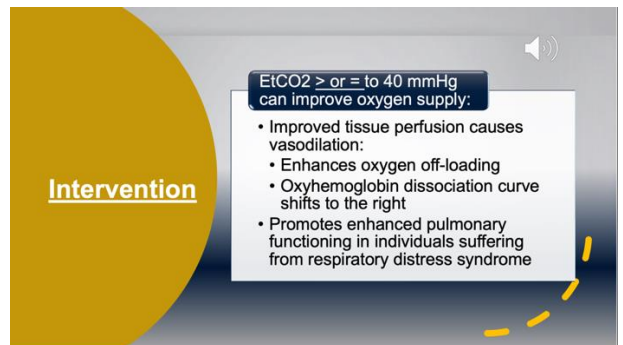 Intervention
EtCO2 > or = to 40 mmHg
can improve oxygen supply:
• Improved tissue perfusion causes
vasodilation:
• Enhances oxygen off-loading
• Oxyhemoglobin dissociation curve
shifts to the right
• Promotes enhanced pulmonary
functioning in individuals suffering
from respiratory distress syndrome